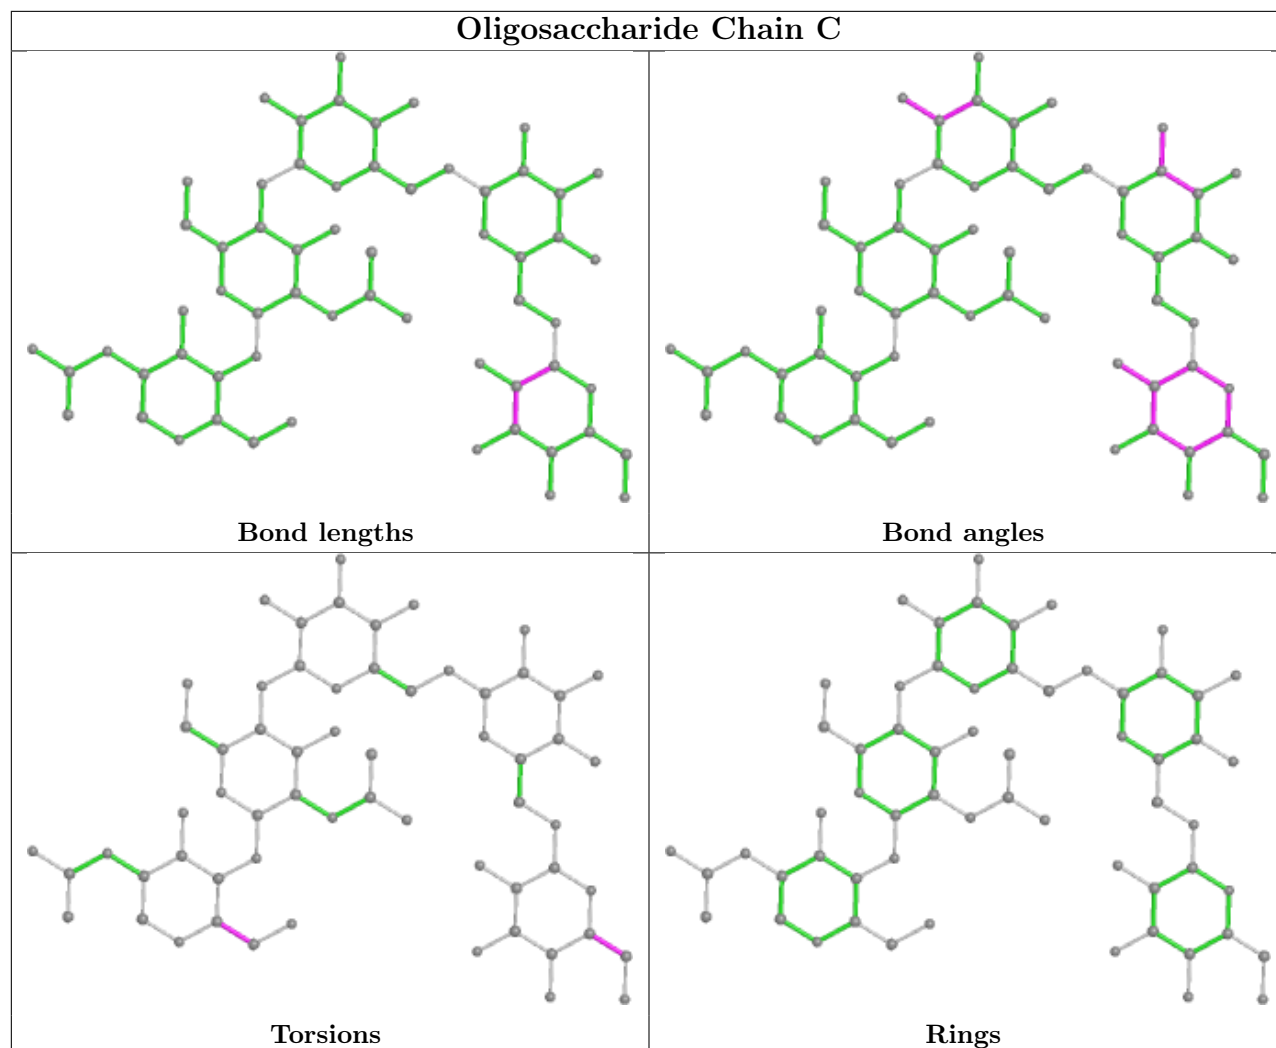 Oligosaccharide Chain C
Bond lengths
Bond angles
Torsions
Rings